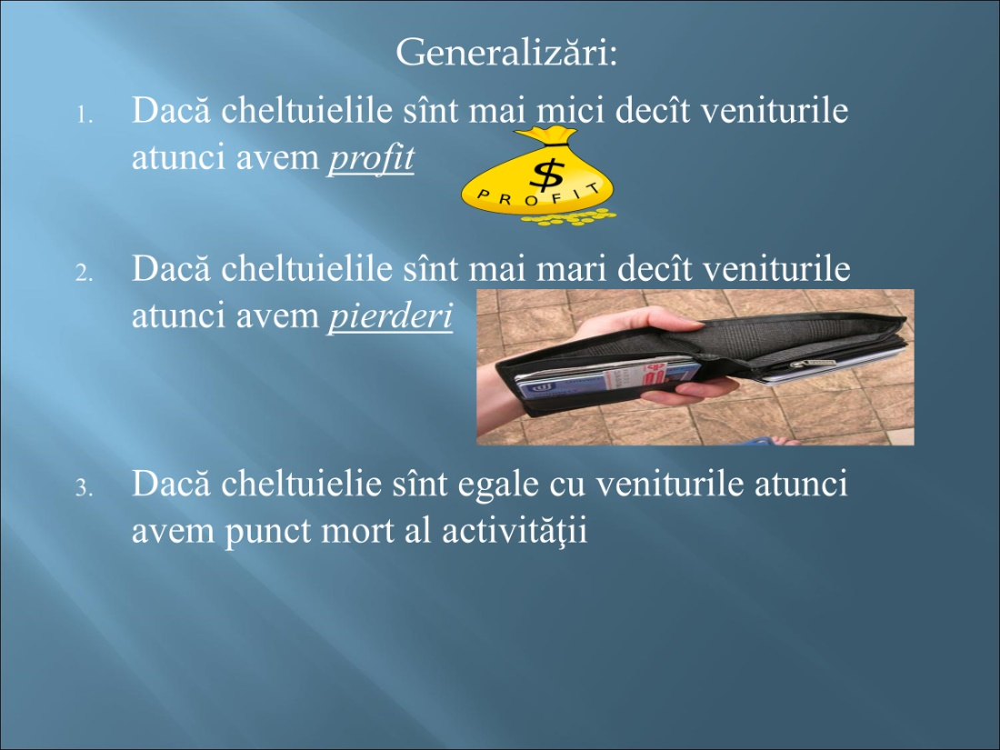 Generalizări:
1. Dacă cheltuielile sînt mai mici decît veniturile
atunci avem profit
$
PROFIT
2. Dacă cheltuielile sînt mai mari decît veniturile
atunci avem pierderi
3. Dacă cheltuielie sînt egale cu veniturile atunci
avem punct mort al activităţii